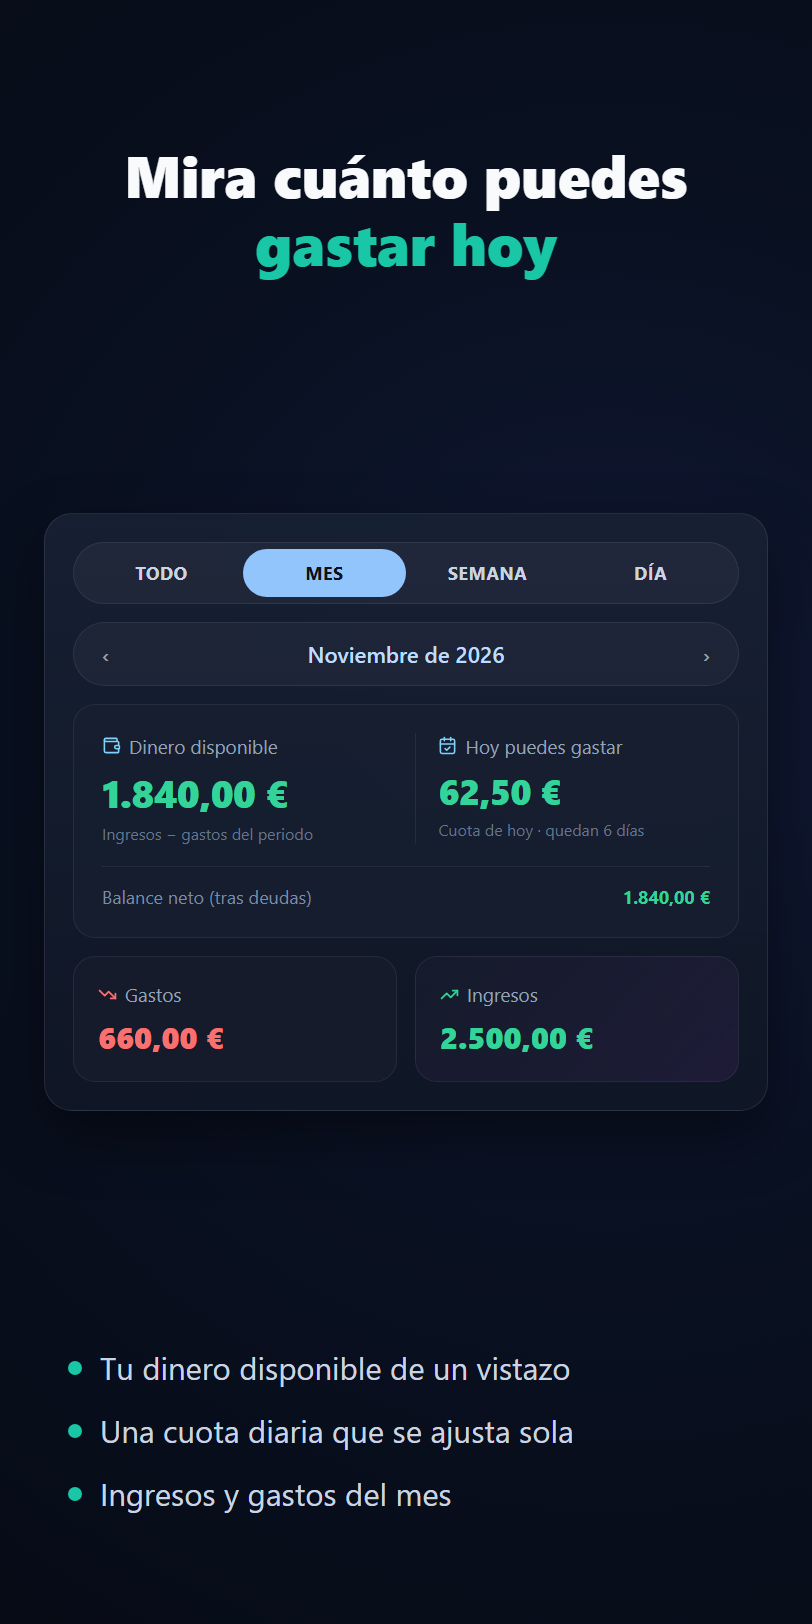 Mira cuánto puedes
gastar hoy
TODO MES SEMANA DÍA
‹ Noviembre de 2026 ›
Dinero disponible
1.840,00 €
Ingresos − gastos del periodo
Hoy puedes gastar
62,50 €
Cuota de hoy · quedan 6 días
Balance neto (tras deudas) 1.840,00 €
Gastos
660,00 €
Ingresos
2.500,00 €
Tu dinero disponible de un vistazo
Una cuota diaria que se ajusta sola
Ingresos y gastos del mes